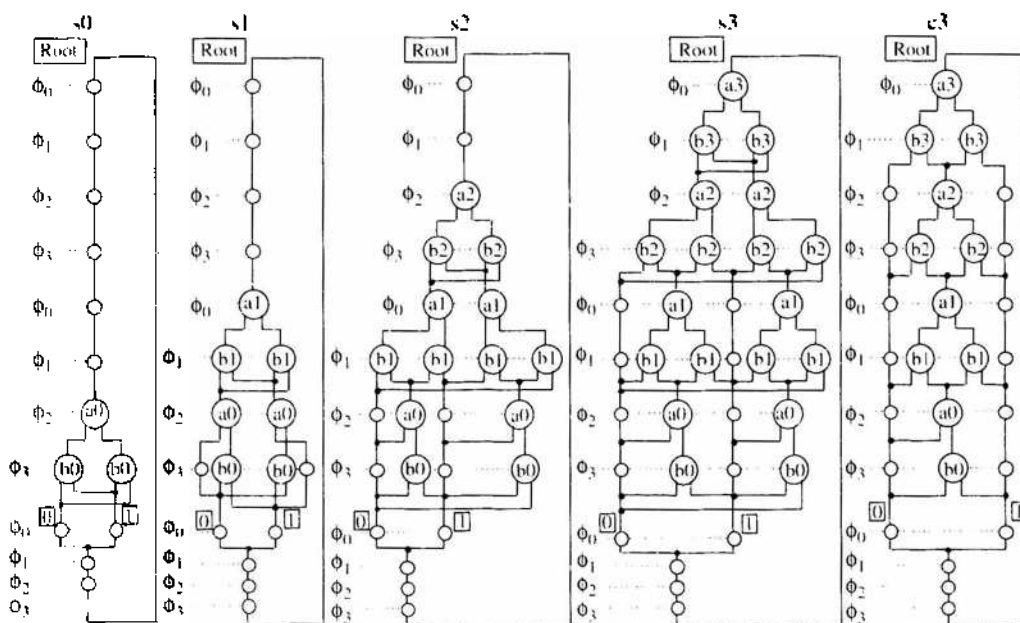 s0 s1 s2 s3 c3
Root Root Root Root Root
ϕ0 ϕ0 ϕ0 ϕ0 a3 ϕ0 a3
ϕ1 ϕ1 ϕ1 ϕ1 b3 b3 ϕ1 b3 b3
ϕ2 ϕ2 ϕ2 a2 ϕ2 a2 a2 ϕ2 a2
ϕ3 ϕ3 ϕ3 b2 b2 ϕ3 b2 b2 b2 b2 ϕ3 b2 b2
ϕ0 ϕ0 a1 ϕ0 a1 a1 ϕ0 a1 a1 ϕ0 a1
ϕ1 ϕ1 b1 b1 ϕ1 b1 b1 b1 b1 ϕ1 b1 b1 b1 b1 ϕ1 b1 b1
ϕ2 a0 ϕ2 a0 a0 ϕ2 a0 a0 ϕ2 a0 a0 ϕ2 a0
ϕ3 b0 b0 ϕ3 b0 b0 ϕ3 b0 b0 ϕ3 b0 b0 ϕ3 b0
0 1 0 1 0 1 0 1 0 1
ϕ0 ϕ0 ϕ0 ϕ0 ϕ0
ϕ1 ϕ1 ϕ1 ϕ1 ϕ1
ϕ2 ϕ2 ϕ2 ϕ2 ϕ2
ϕ3 ϕ3 ϕ3 ϕ3 ϕ3